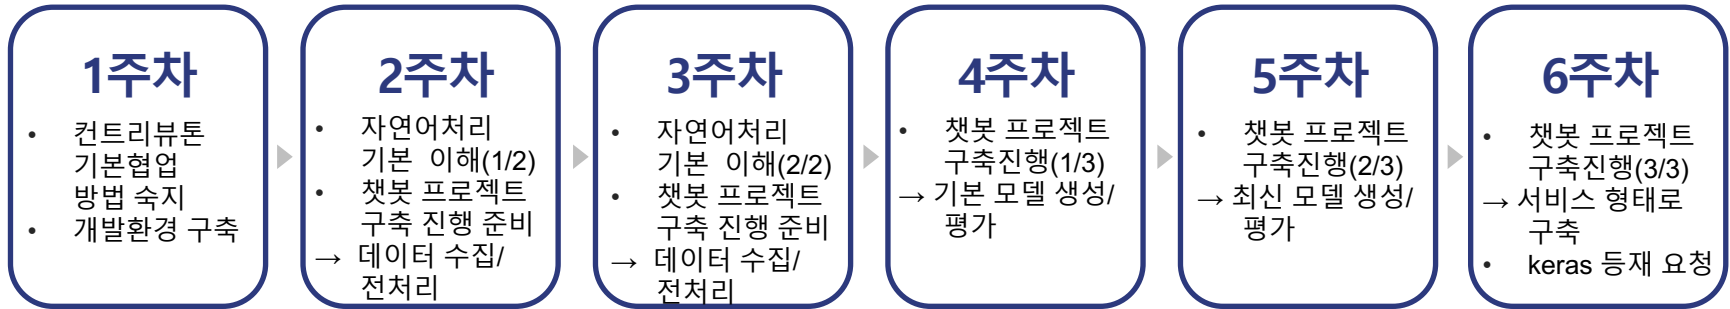 1주차
• 컨트리뷰톤
기본협업
방법 숙지
• 개발환경 구축
2주차
• 자연어처리
기본 이해(1/2)
• 챗봇 프로젝트
구축 진행 준비
→ 데이터 수집/
전처리
3주차
• 자연어처리
기본 이해(2/2)
• 챗봇 프로젝트
구축 진행 준비
→ 데이터 수집/
전처리
4주차
• 챗봇 프로젝트
구축진행(1/3)
→ 기본 모델 생성/
평가
5주차
• 챗봇 프로젝트
구축진행(2/3)
→ 최신 모델 생성/
평가
6주차
• 챗봇 프로젝트
구축진행(3/3)
→ 서비스 형태로
구축
• keras 등재 요청